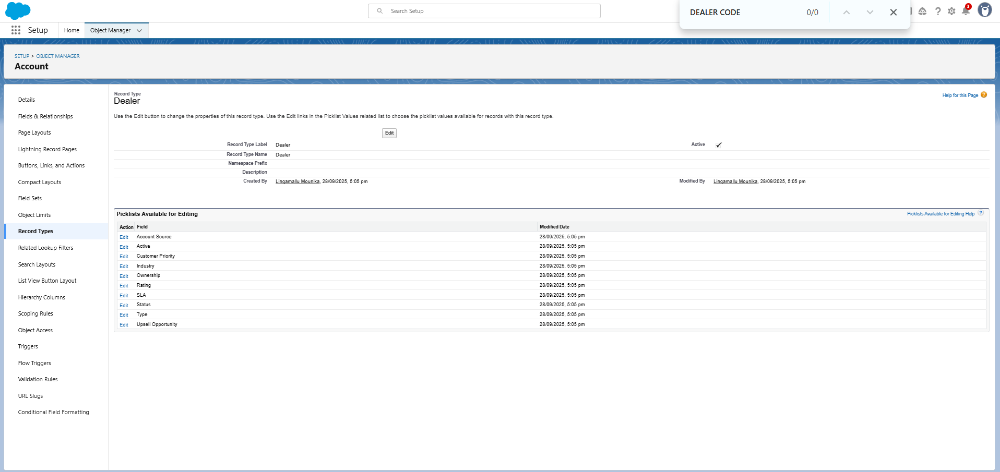 Search Setup
DEALER CODE 0/0
3
Setup Home Object Manager
SETUP > OBJECT MANAGER
Account
Details
Fields & Relationships
Page Layouts
Lightning Record Pages
Buttons, Links, and Actions
Compact Layouts
Field Sets
Object Limits
Record Types
Related Lookup Filters
Search Layouts
List View Button Layout
Hierarchy Columns
Scoping Rules
Object Access
Triggers
Flow Triggers
Validation Rules
URL Slugs
Conditional Field Formatting
Record Type
Dealer
Help for this Page ?
Use the Edit button to change the properties of this record type. Use the Edit links in the Picklist Values related list to choose the picklist values available for records with this record type.
Edit
Record Type Label Dealer Active
Record Type Name Dealer
Namespace Prefix
Description
Created By Lingamallu Mounika, 28/09/2025, 5:05 pm Modified By Lingamallu Mounika, 28/09/2025, 5:05 pm
Picklists Available for Editing Picklists Available for Editing Help ?
Action Field Modified Date
Edit Account Source 28/09/2025, 5:05 pm
Edit Active 28/09/2025, 5:05 pm
Edit Customer Priority 28/09/2025, 5:05 pm
Edit Industry 28/09/2025, 5:05 pm
Edit Ownership 28/09/2025, 5:05 pm
Edit Rating 28/09/2025, 5:05 pm
Edit SLA 28/09/2025, 5:05 pm
Edit Status 28/09/2025, 5:05 pm
Edit Type 28/09/2025, 5:05 pm
Edit Upsell Opportunity 28/09/2025, 5:05 pm